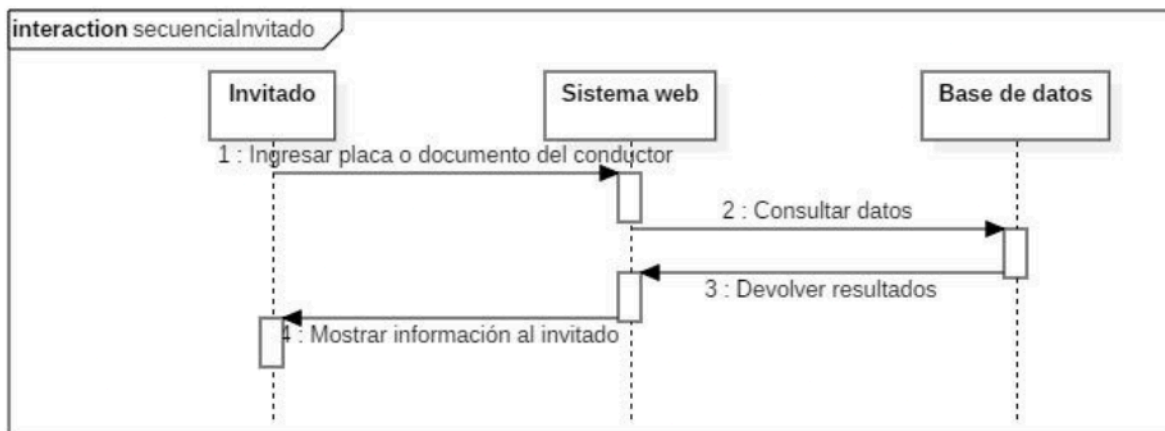 interaction secuenciaInvitado
Invitado
Sistema web
Base de datos
1 : Ingresar placa o documento del conductor
2 : Consultar datos
3 : Devolver resultados
4 : Mostrar información al invitado